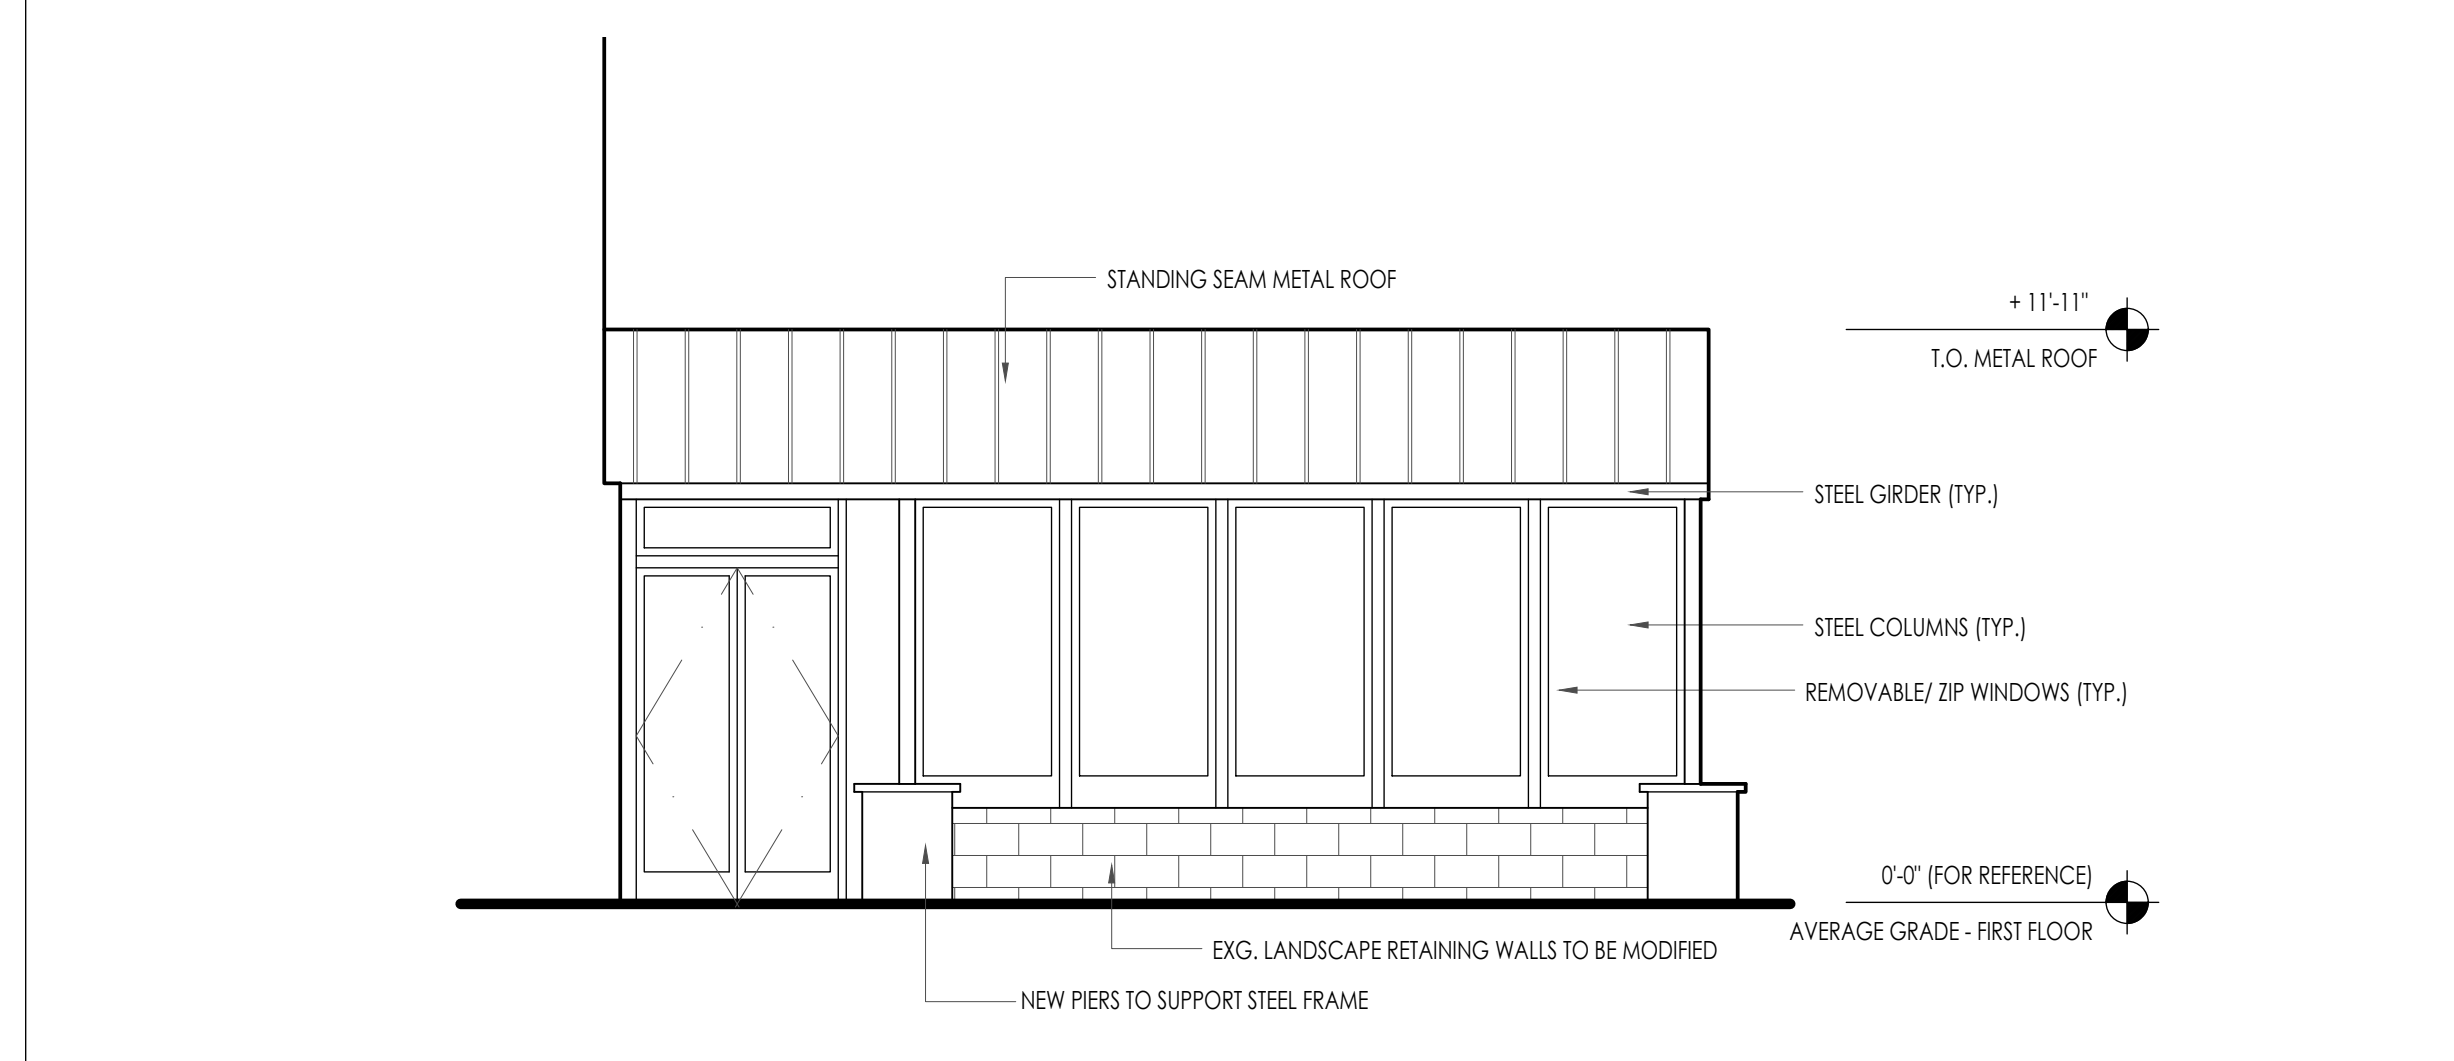 STANDING SEAM METAL ROOF
+ 11'-11"
T.O. METAL ROOF
STEEL GIRDER (TYP.)
STEEL COLUMNS (TYP.)
REMOVABLE/ ZIP WINDOWS (TYP.)
0'-0" (FOR REFERENCE)
AVERAGE GRADE - FIRST FLOOR
EXG. LANDSCAPE RETAINING WALLS TO BE MODIFIED
NEW PIERS TO SUPPORT STEEL FRAME